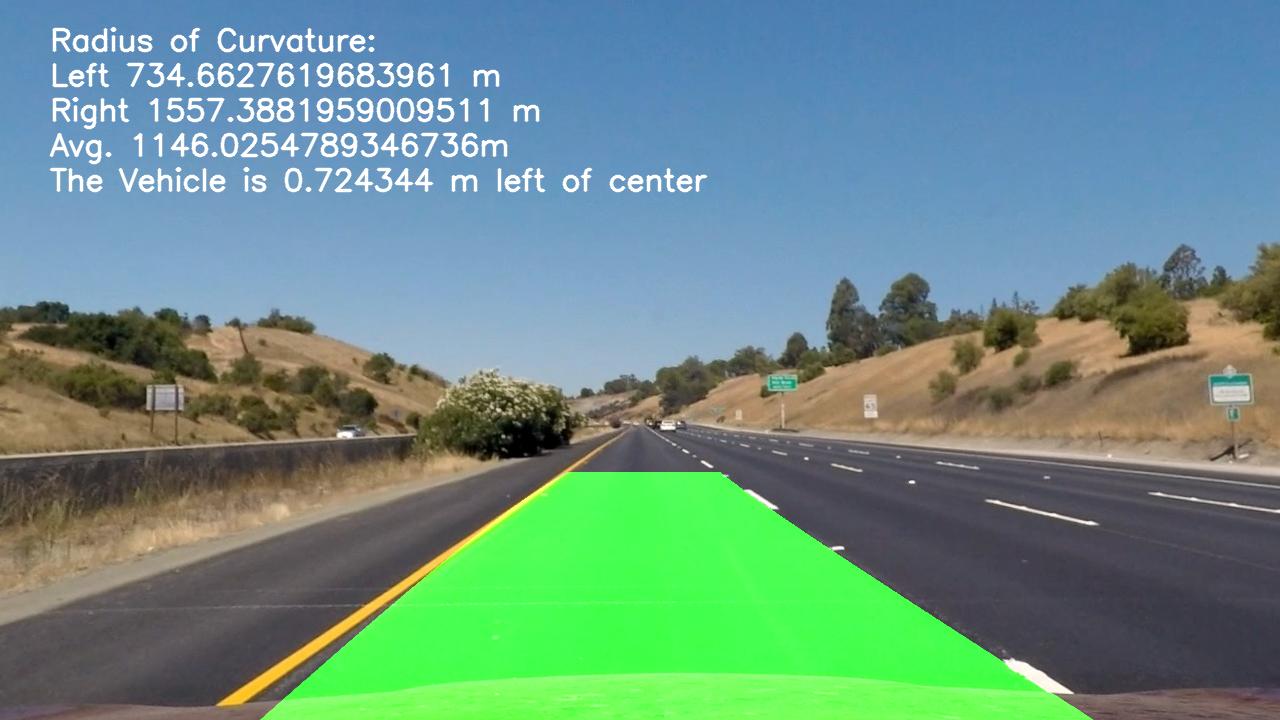 Radius of Curvature:
Left 734.6627619683961 m
Right 1557.3881959009511 m
Avg. 1146.0254789346736m
The Vehicle is 0.724344 m left of center